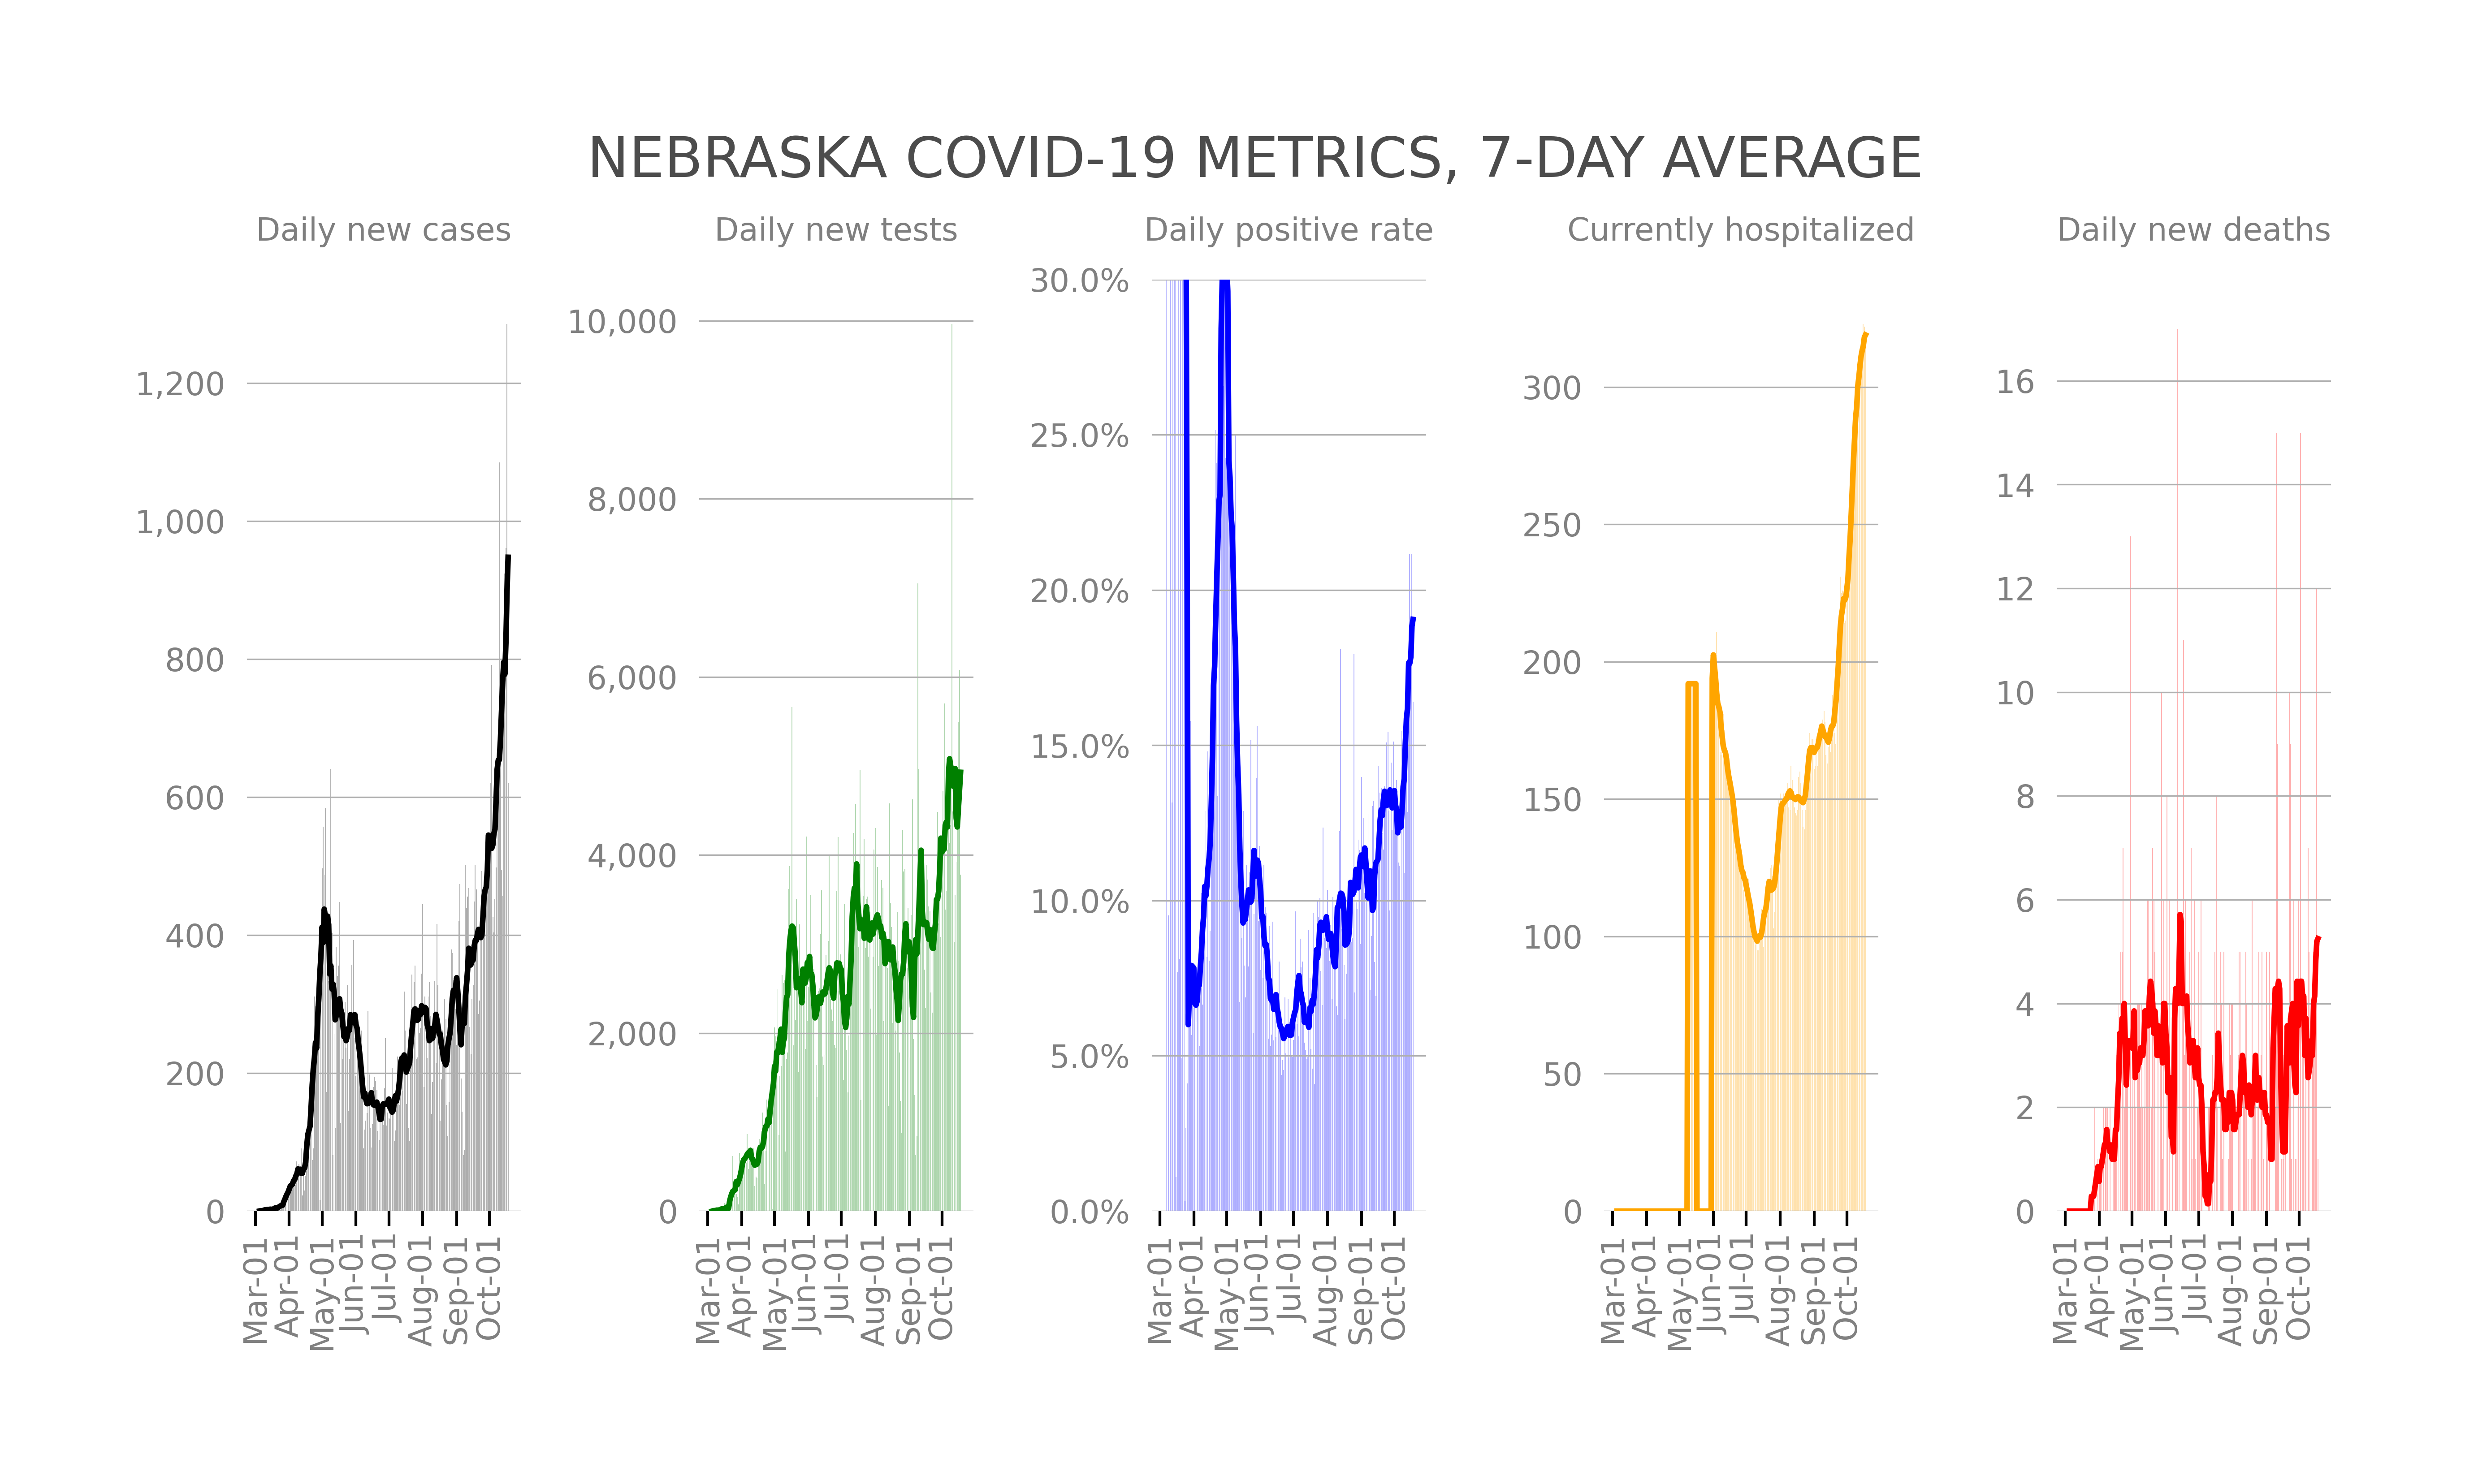 NEBRASKA COVID-19 METRICS, 7-DAY AVERAGE
Daily new cases
1,200
1,000
800
600
400
200
0
Mar-01
Apr-01
May-01
Jun-01
Jul-01
Aug-01
Sep-01
Oct-01
Daily new tests
10,000
8,000
6,000
4,000
2,000
0
Mar-01
Apr-01
May-01
Jun-01
Jul-01
Aug-01
Sep-01
Oct-01
Daily positive rate
30.0%
25.0%
20.0%
15.0%
10.0%
5.0%
0.0%
Mar-01
Apr-01
May-01
Jun-01
Jul-01
Aug-01
Sep-01
Oct-01
Currently hospitalized
300
250
200
150
100
50
0
Mar-01
Apr-01
May-01
Jun-01
Jul-01
Aug-01
Sep-01
Oct-01
Daily new deaths
16
14
12
10
8
6
4
2
0
Mar-01
Apr-01
May-01
Jun-01
Jul-01
Aug-01
Sep-01
Oct-01